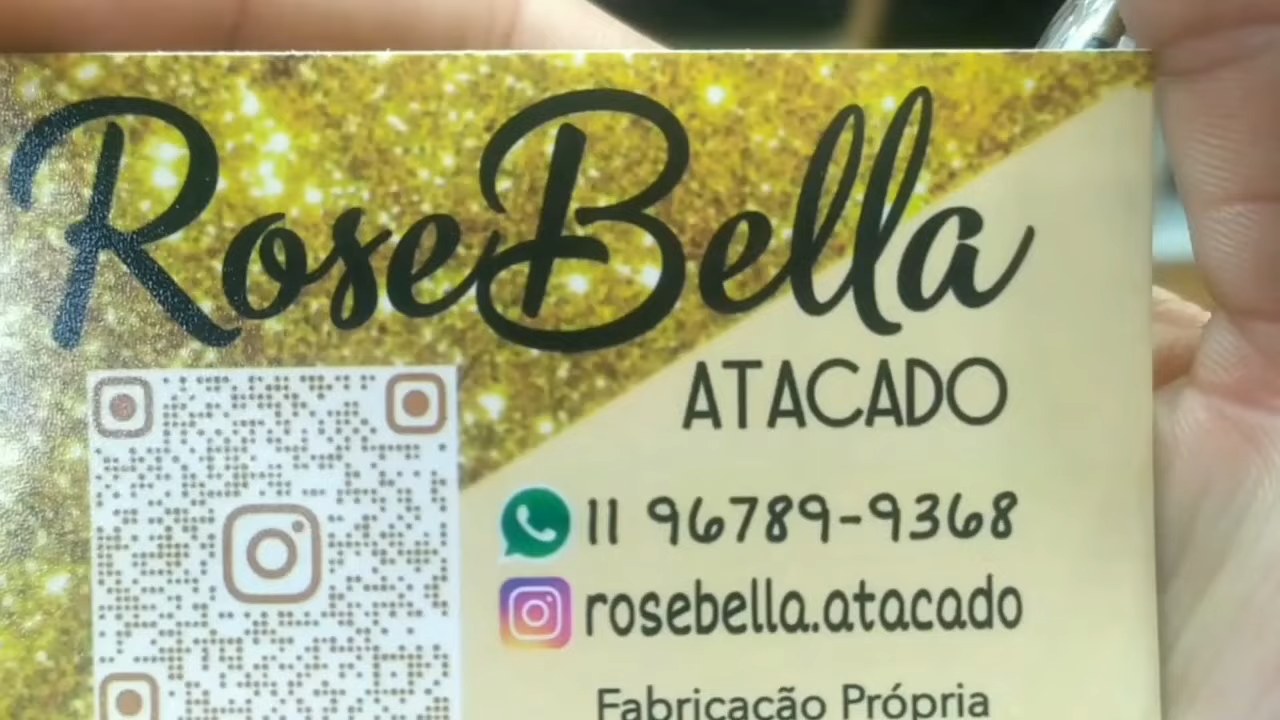 RoseBella
ATACADO
11 96789-9368
rosebella.atacado
Fabricação Própria